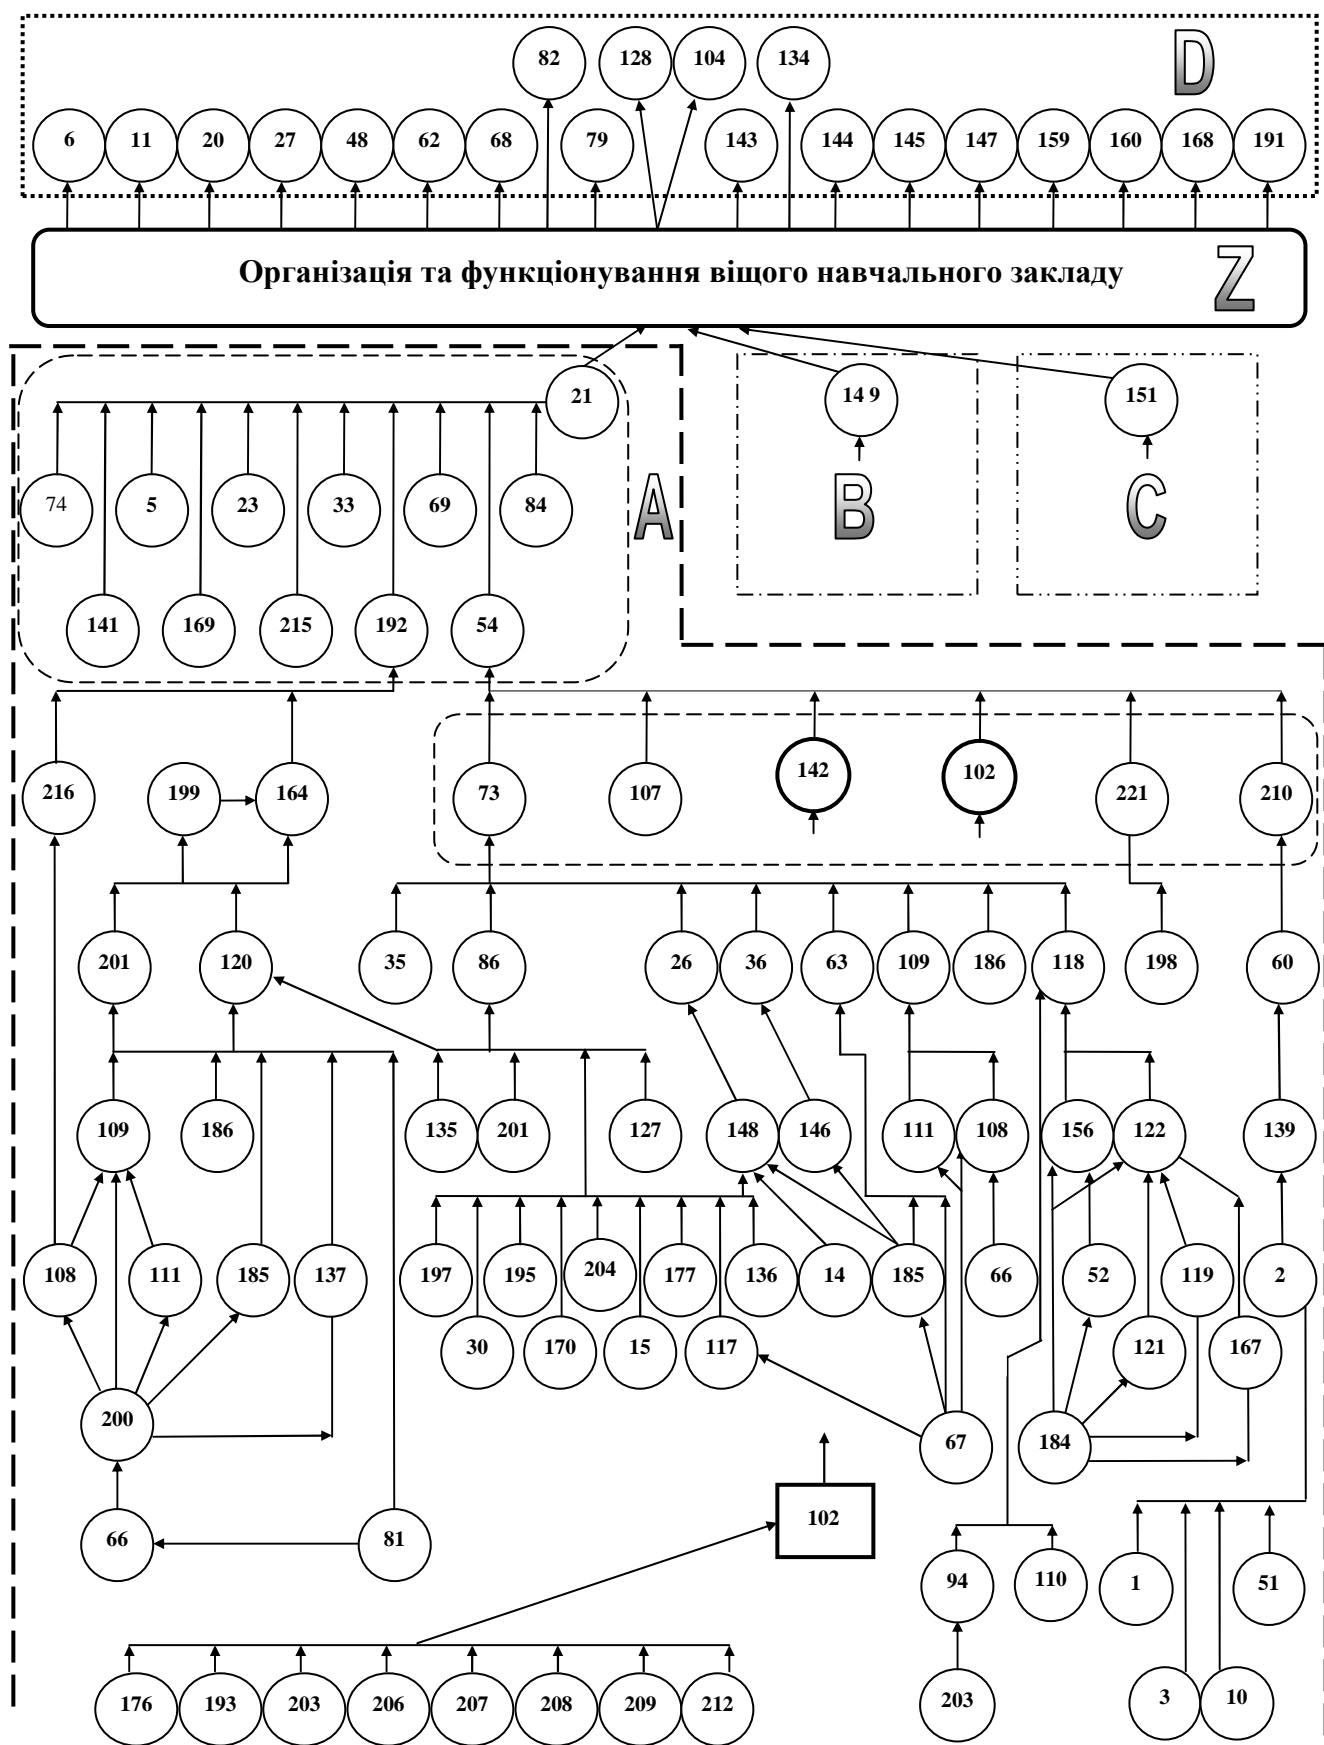 82 128 104 134 D
6 11 20 27 48 62 68 79 143 144 145 147 159 160 168 191
Організація та функціонування віщого навчального закладу Z
21 14 9 151
74 5 23 33 69 84 A B C
141 169 215 192 54
216 199 164 73 107 142 102 221 210
201 120 35 86 26 36 63 109 186 118 198 60
109 186 135 201 127 148 146 111 108 156 122 139
108 111 185 137 197 195 204 177 136 14 185 66 52 119 2
30 170 15 117 121 167
200 67 184
66 81 102
94 110 1 51
176 193 203 206 207 208 209 212 203 3 10